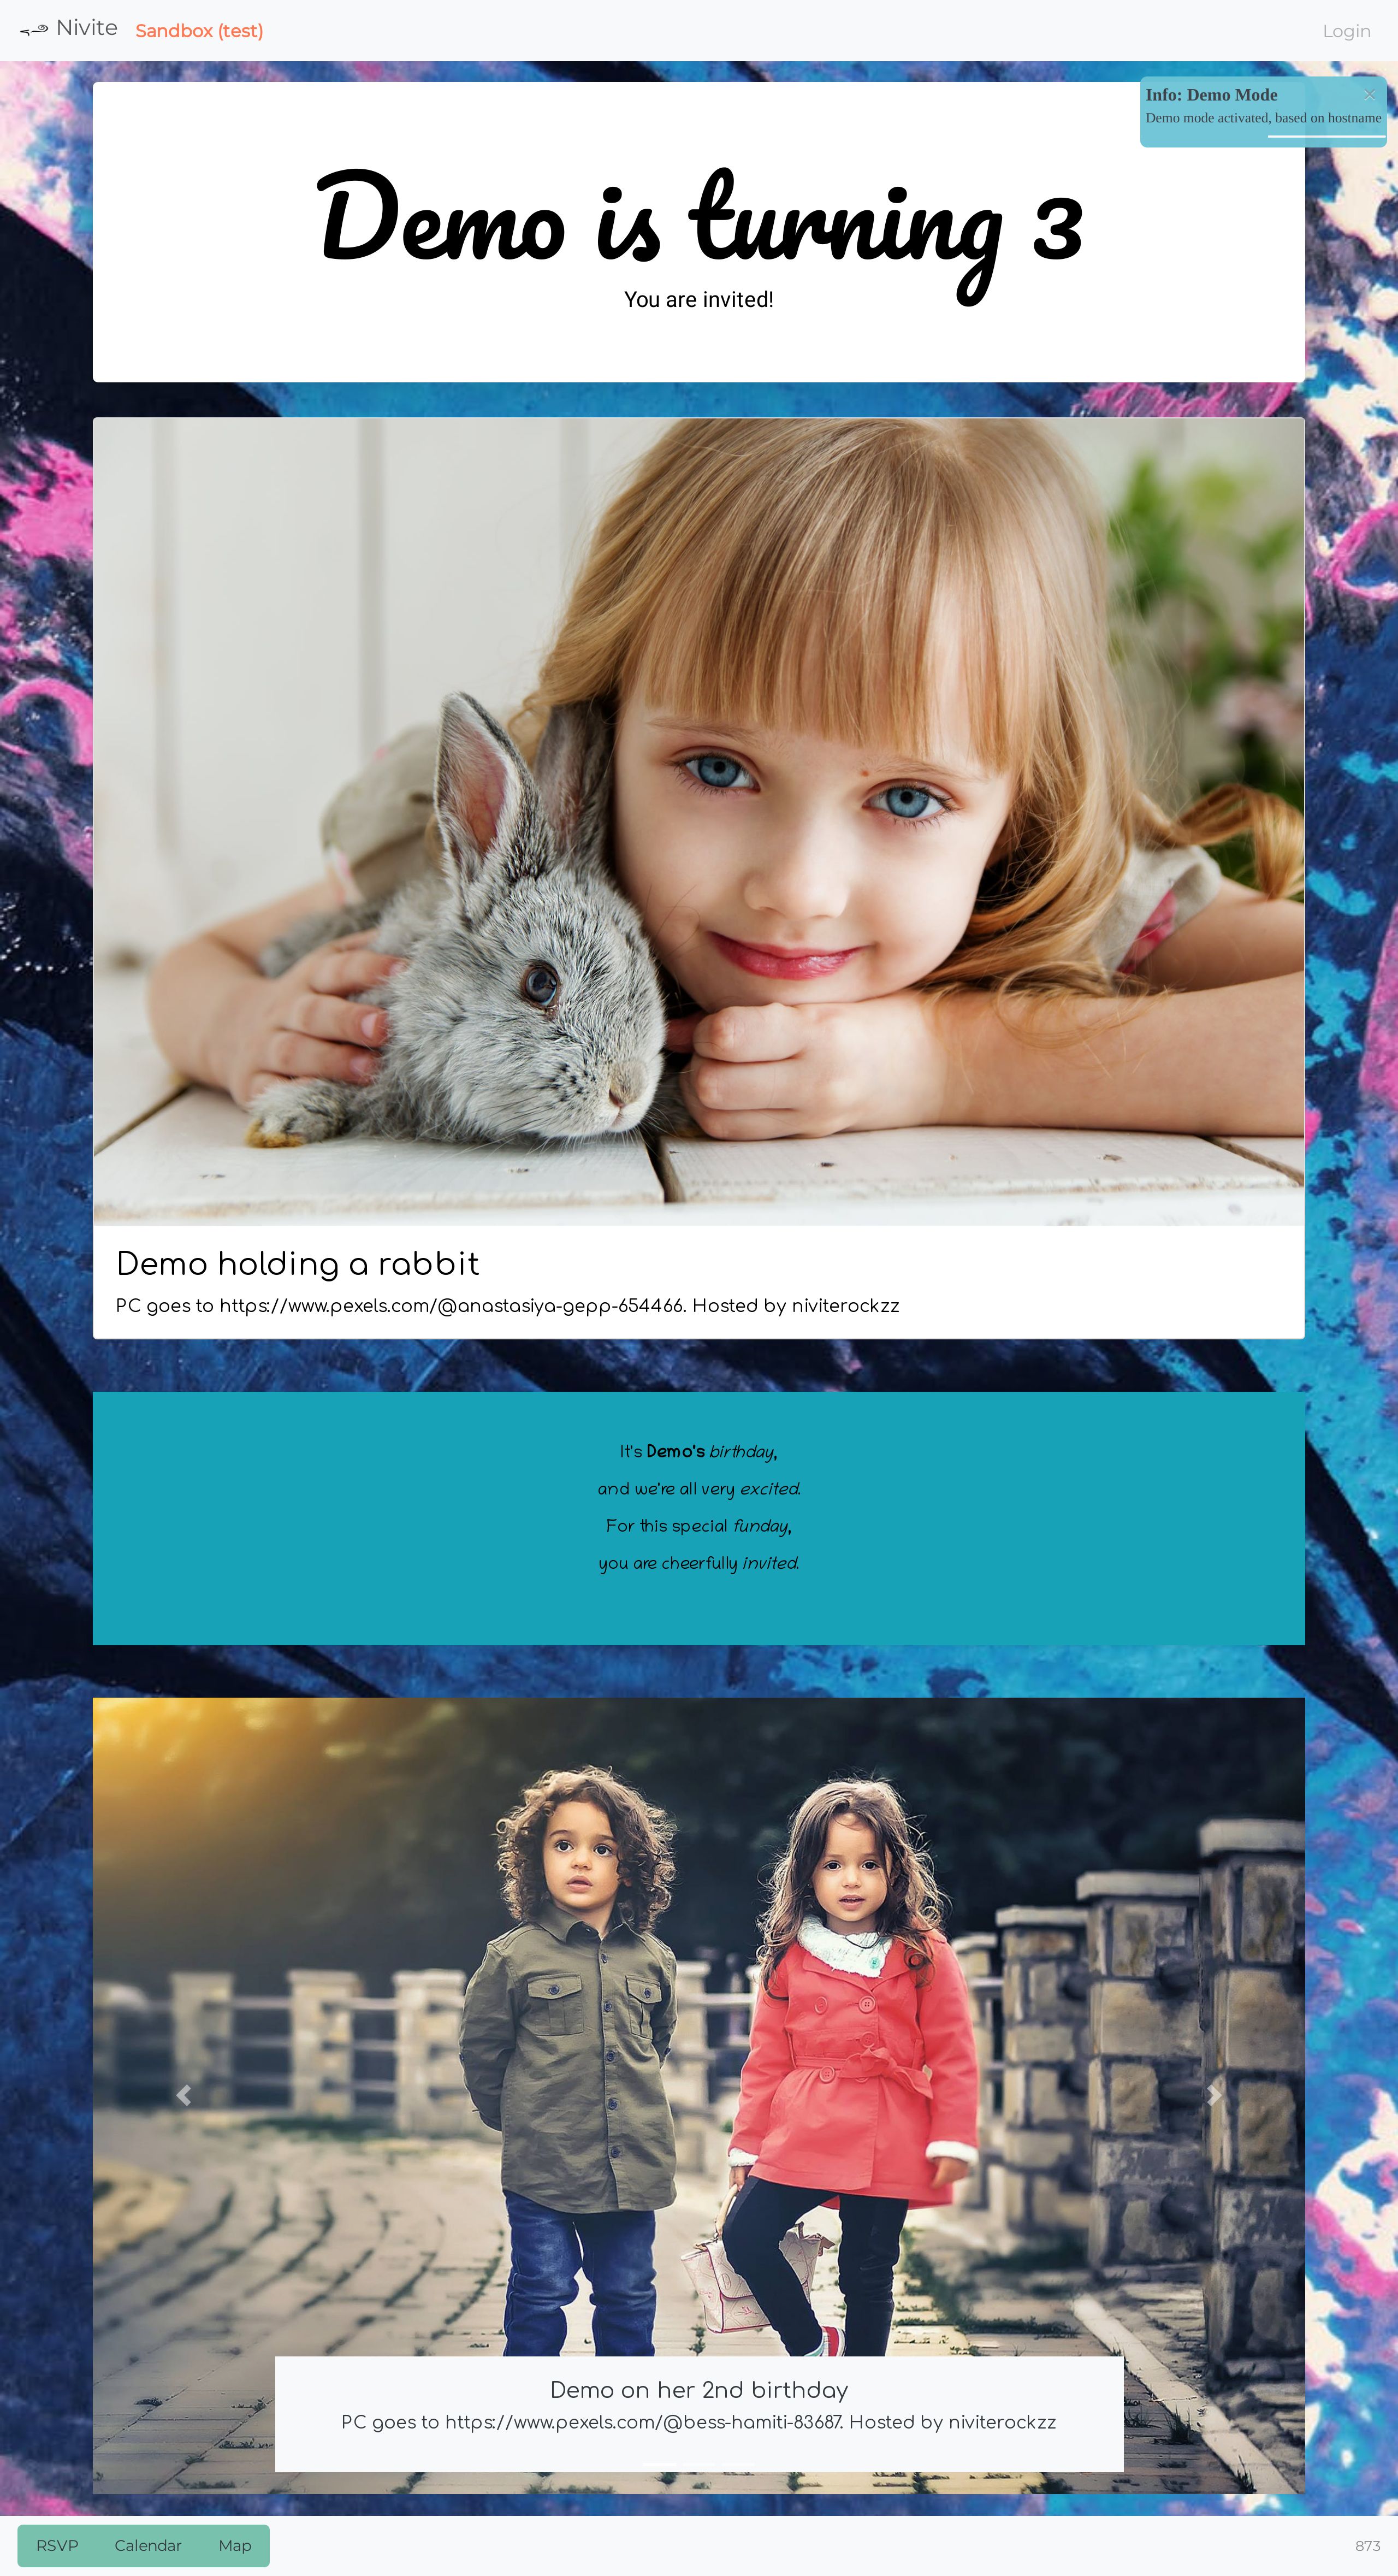 Nivite Sandbox (test) Login
Info: Demo Mode ×
Demo mode activated, based on hostname
Demo is turning 3
You are invited!
Demo holding a rabbit
PC goes to https://www.pexels.com/@anastasiya-gepp-654466. Hosted by niviterockzz
It's Demo's birthday,
and we're all very excited.
For this special funday,
you are cheerfully invited.
Demo on her 2nd birthday
PC goes to https://www.pexels.com/@bess-hamiti-83687. Hosted by niviterockzz
RSVP Calendar Map 873